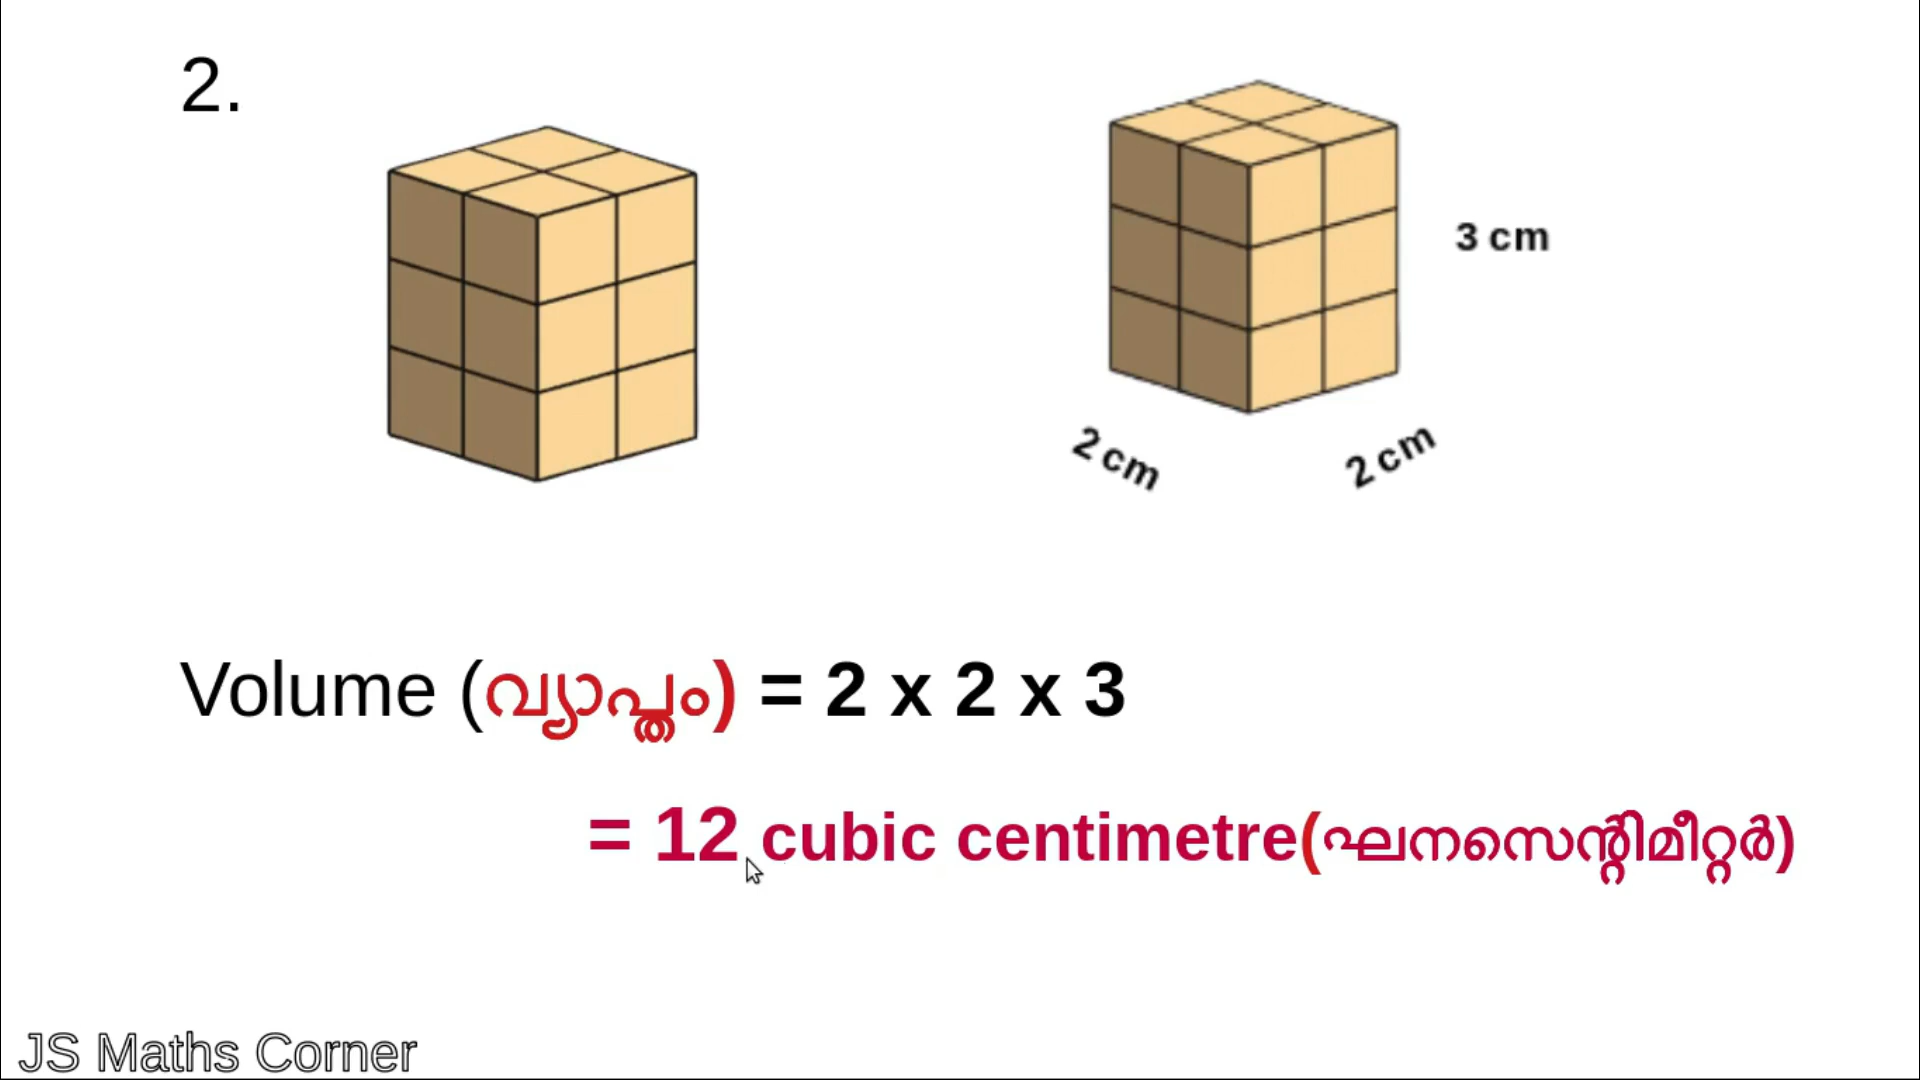 2.
3 cm
2 cm
2 cm
Volume (വ്യാപ്തം) = 2 x 2 x 3
= 12 cubic centimetre(ഘനസെന്റിമീറ്റർ)
JS Maths Corner